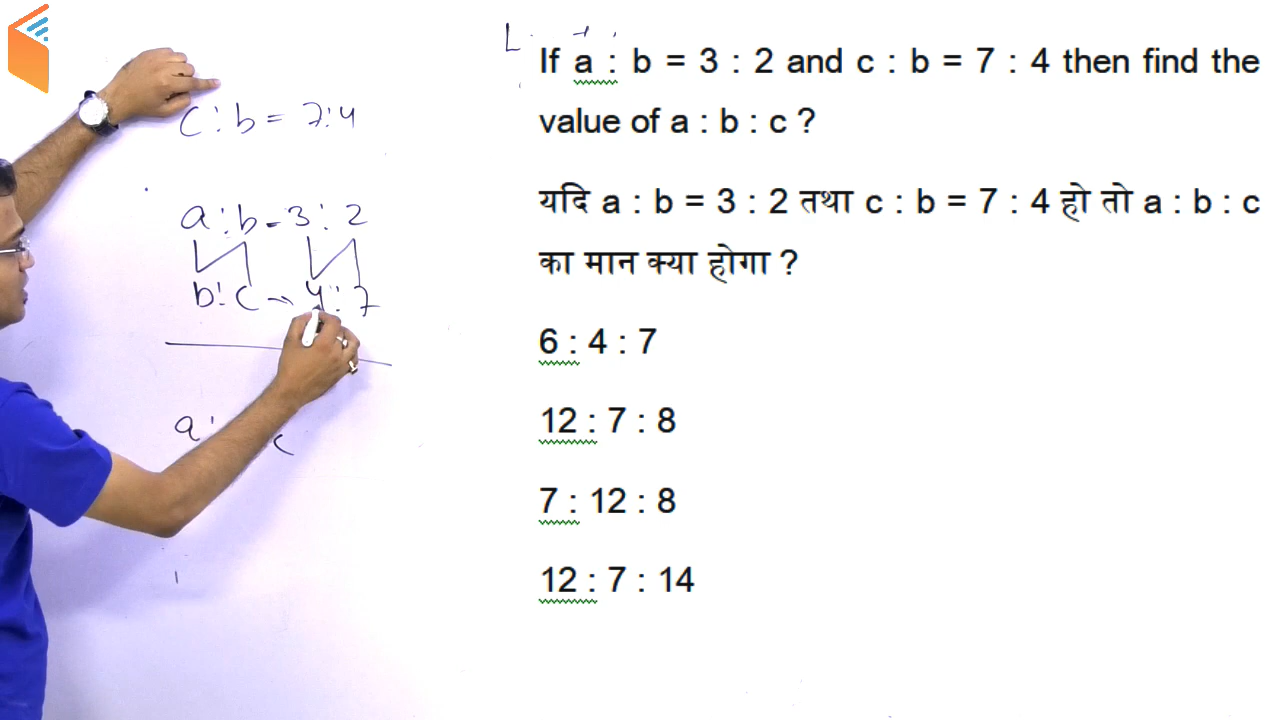 C : b = 7 : 4
a : b = 3 : 2
b : c = 4 : 7
a : c
If a : b = 3 : 2 and c : b = 7 : 4 then find the
value of a : b : c ?
यदि a : b = 3 : 2 तथा c : b = 7 : 4 हो तो a : b : c
का मान क्या होगा ?
6 : 4 : 7
12 : 7 : 8
7 : 12 : 8
12 : 7 : 14